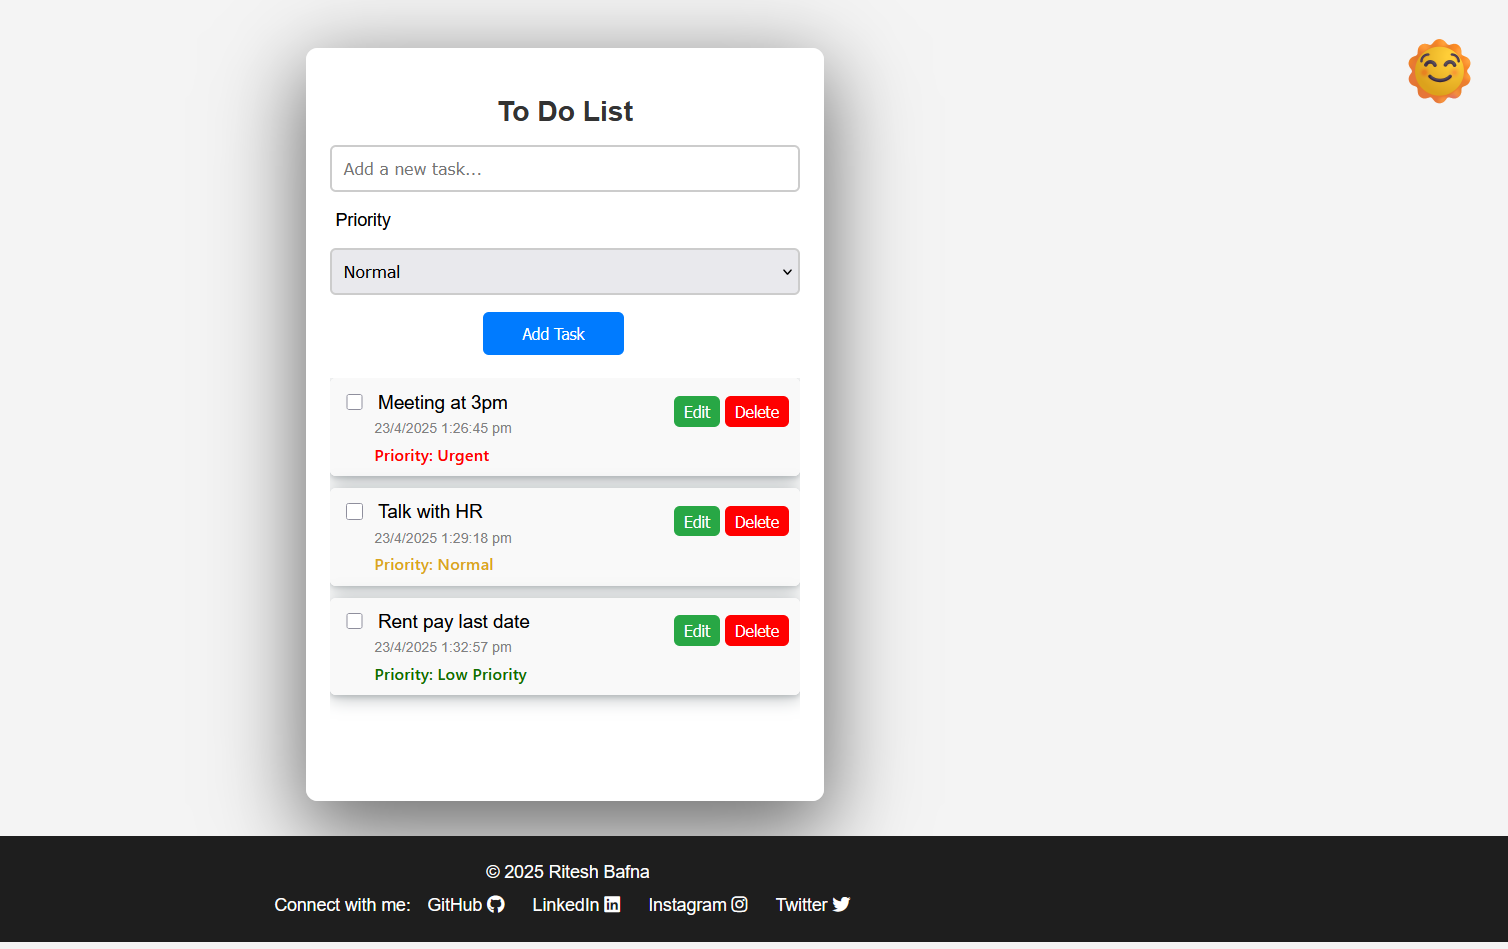 To Do List
Add a new task...
Priority
Normal
Add Task
Meeting at 3pm
Edit Delete
23/4/2025 1:26:45 pm
Priority: Urgent
Talk with HR
Edit Delete
23/4/2025 1:29:18 pm
Priority: Normal
Rent pay last date
Edit Delete
23/4/2025 1:32:57 pm
Priority: Low Priority
© 2025 Ritesh Bafna
Connect with me: GitHub LinkedIn Instagram Twitter